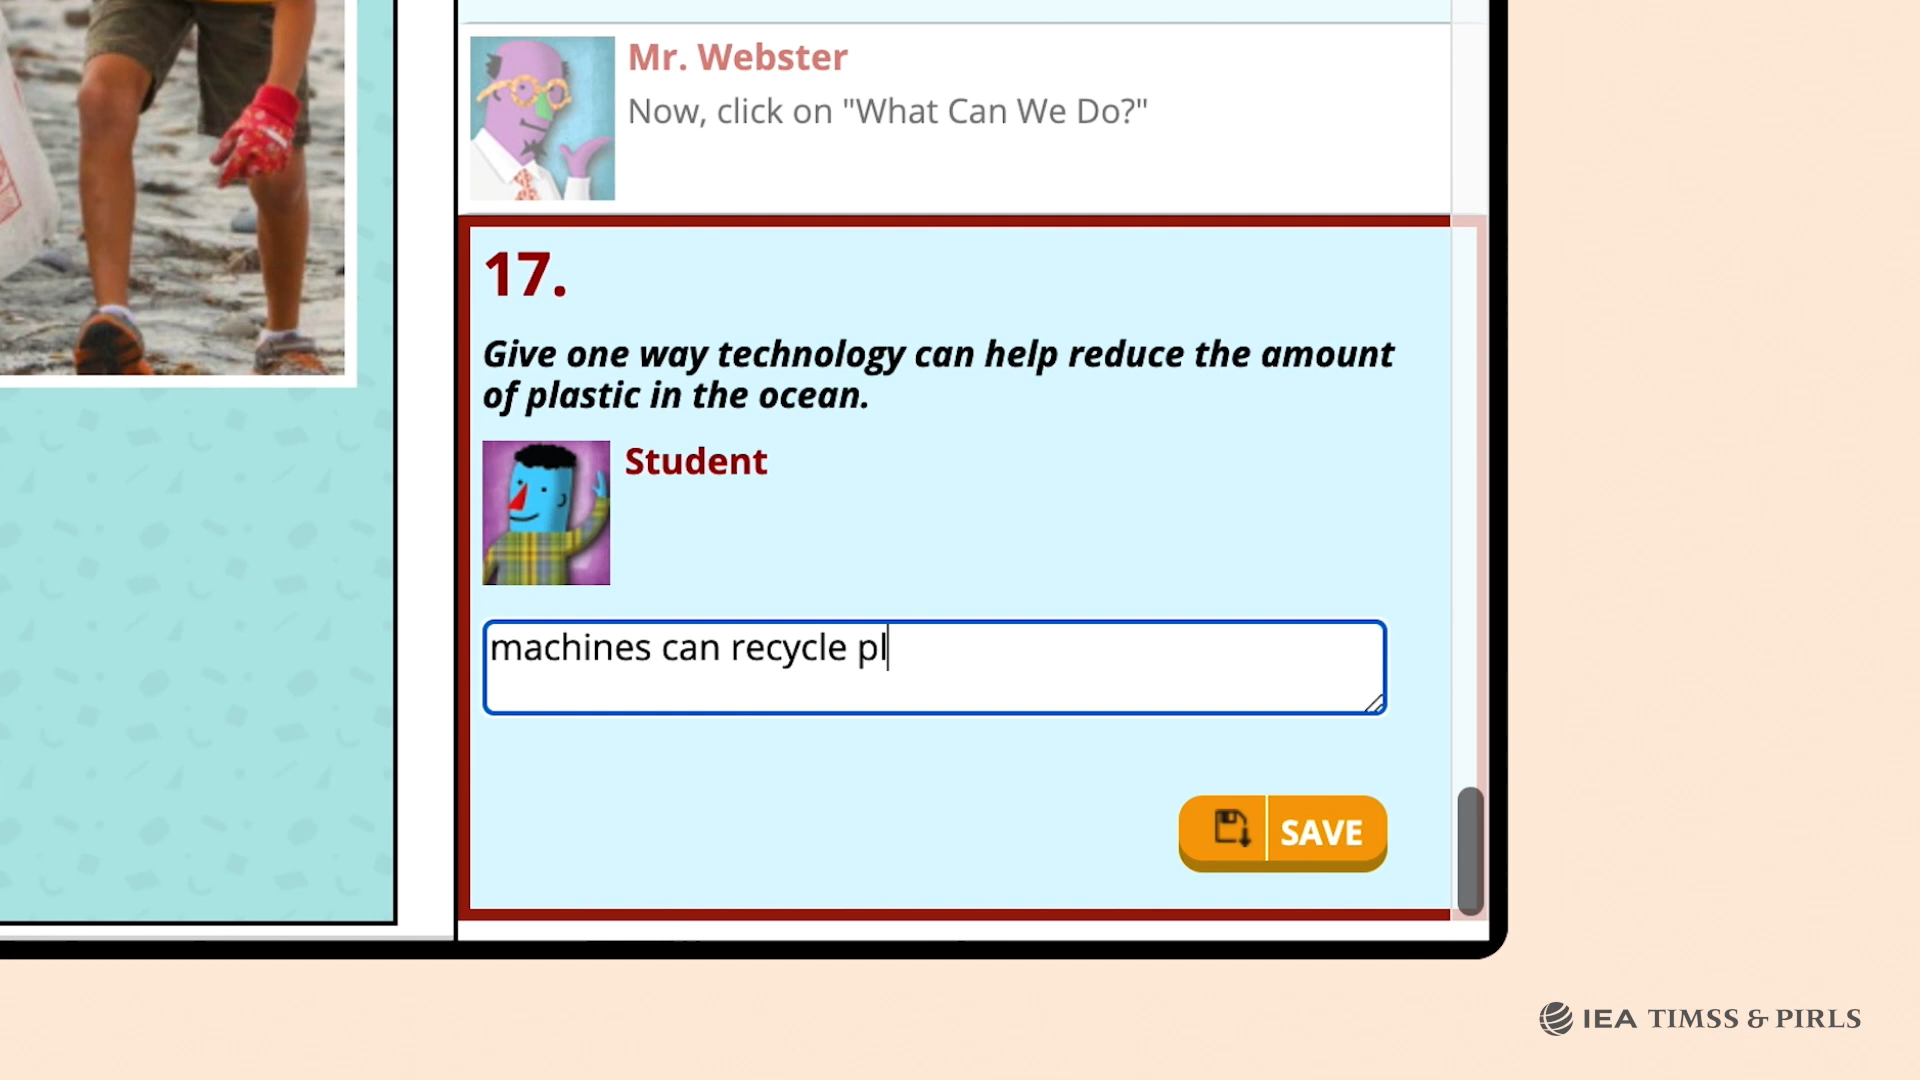 Mr. Webster
Now, click on "What Can We Do?"
17.
Give one way technology can help reduce the amount
of plastic in the ocean.
Student
machines can recycle pl
SAVE
IEA TIMSS & PIRLS